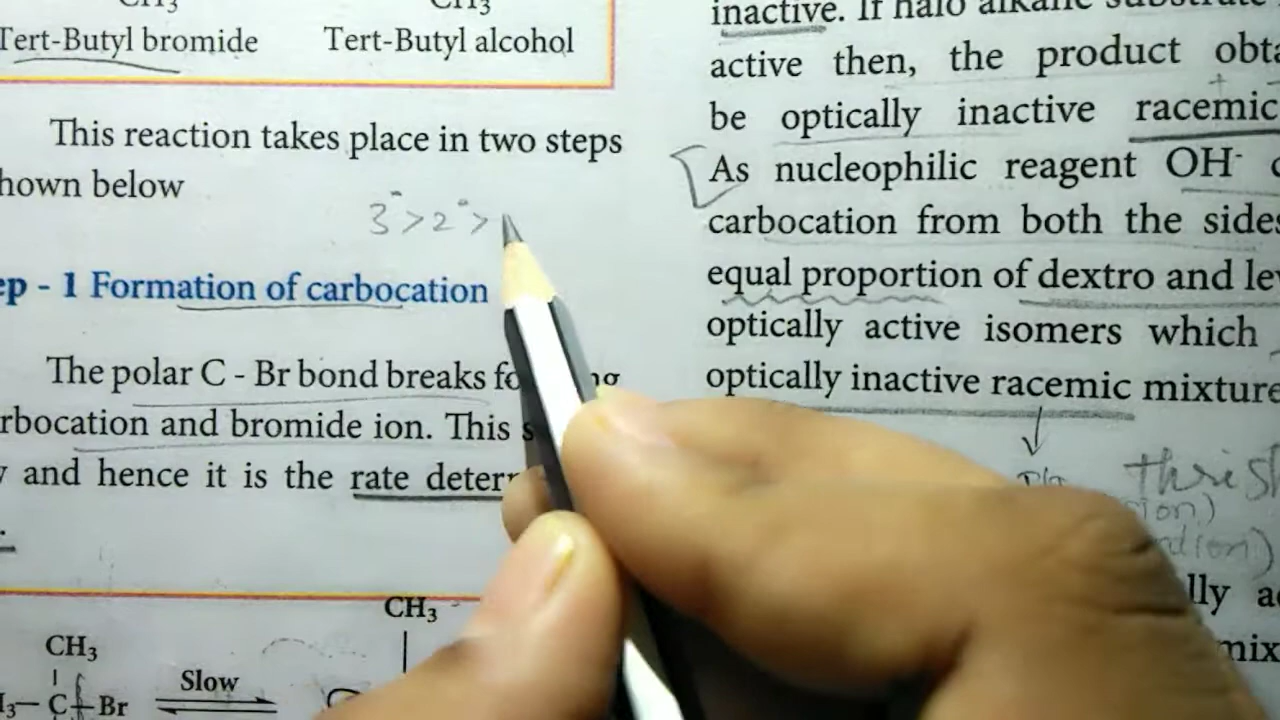 CH3 CH3
Tert-Butyl bromide Tert-Butyl alcohol
This reaction takes place in two steps
hown below
3° > 2° >
ep - 1 Formation of carbocation
The polar C - Br bond breaks
rbocation and bromide ion. This s
and hence it is the rate deter
CH3
CH3
Slow
C Br
inactive. If halo alkane substrate
active then, the product obta
be optically inactive racemic
+
As nucleophilic reagent OH-
carbocation from both the sides
equal proportion of dextro and lev
optically active isomers which
optically inactive racemic mixture
thrish
ion)
lly a
mix